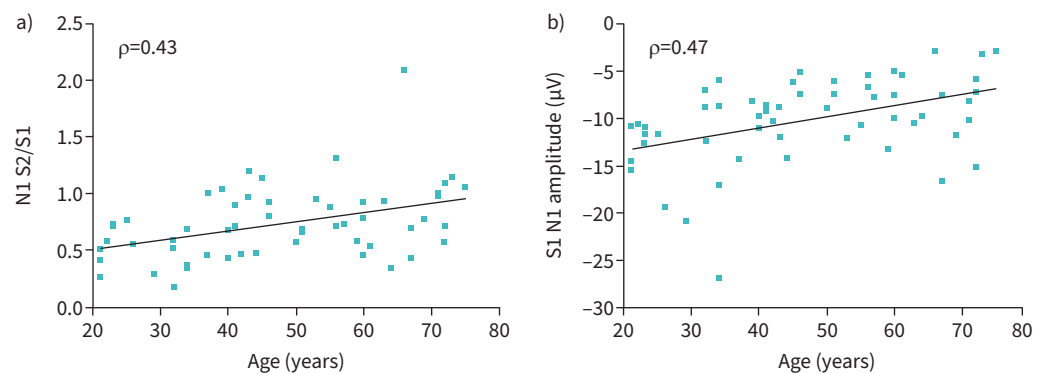 a)
ρ=0.43
N1 S2/S1
2.5
2.0
1.5
1.0
0.5
0.0
20 30 40 50 60 70 80
Age (years)
b)
ρ=0.47
S1 N1 amplitude (μV)
0
−5
−10
−15
−20
−25
−30
20 30 40 50 60 70 80
Age (years)